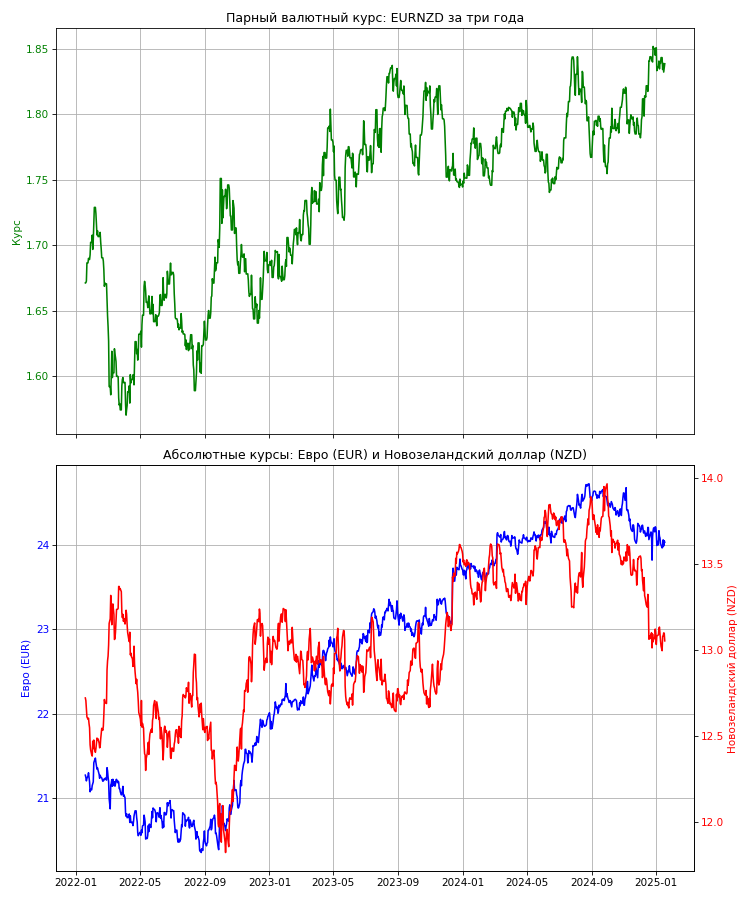 Парный валютный курс: EURNZD за три года
1.85
1.80
1.75
1.70
1.65
1.60
Курс
Абсолютные курсы: Евро (EUR) и Новозеландский доллар (NZD)
24
23
22
21
Евро (EUR)
14.0
13.5
13.0
12.5
12.0
Новозеландский доллар (NZD)
2022-01 2022-05 2022-09 2023-01 2023-05 2023-09 2024-01 2024-05 2024-09 2025-01